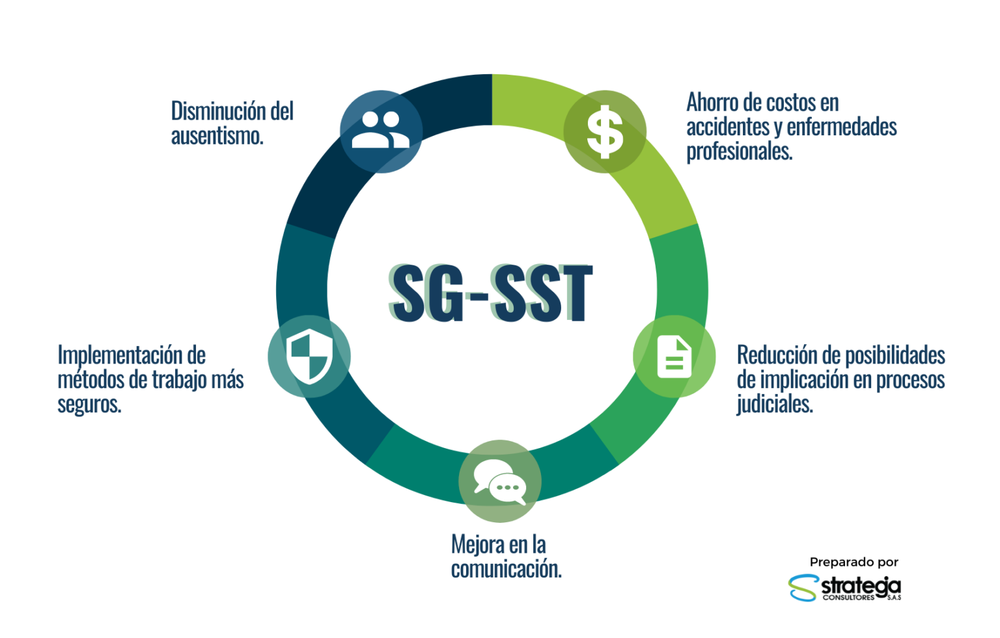 Disminución del
ausentismo.
Ahorro de costos en
accidentes y enfermedades
profesionales.
SG-SST
Implementación de
métodos de trabajo más
seguros.
Reducción de posibilidades
de implicación en procesos
judiciales.
Mejora en la
comunicación.
Preparado por
stratega
CONSULTORES S.A.S